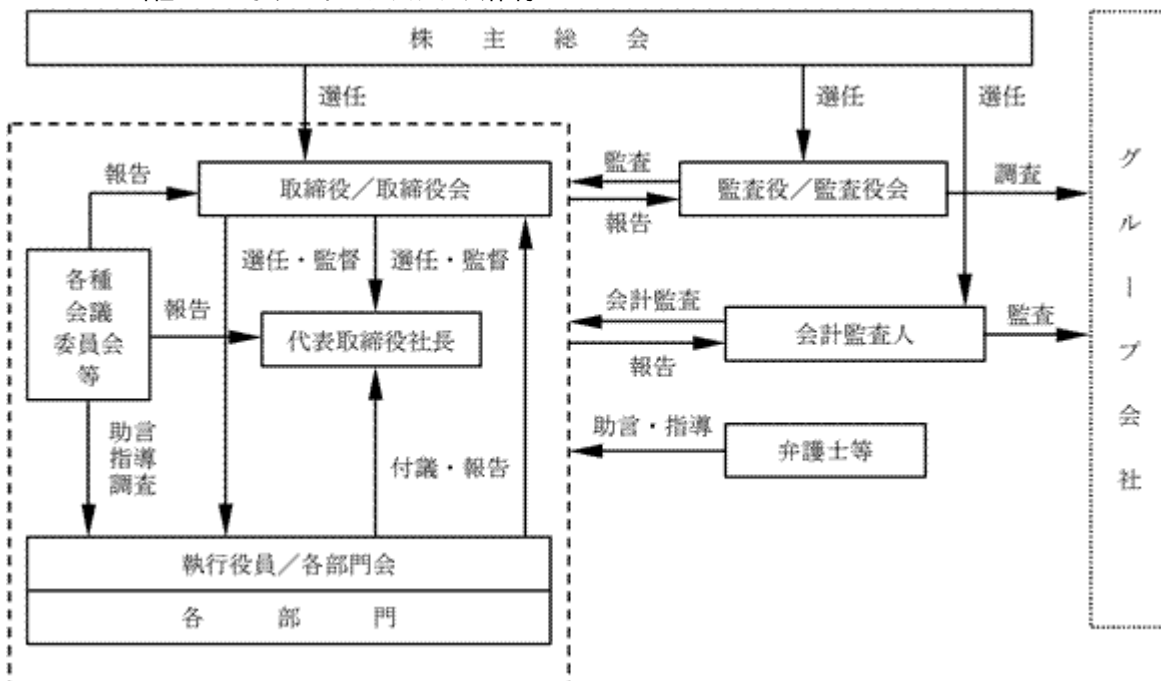 株主総会
選任
選任
選任
報告
取締役／取締役会
監査
報告
監査役／監査役会
調査
選任・監督
選任・監督
各種
会議
委員会
等
報告
代表取締役社長
会計監査
報告
会計監査人
監査
助言
指導
調査
付議・報告
助言・指導
弁護士等
執行役員／各部門会
各部門
グループ会社